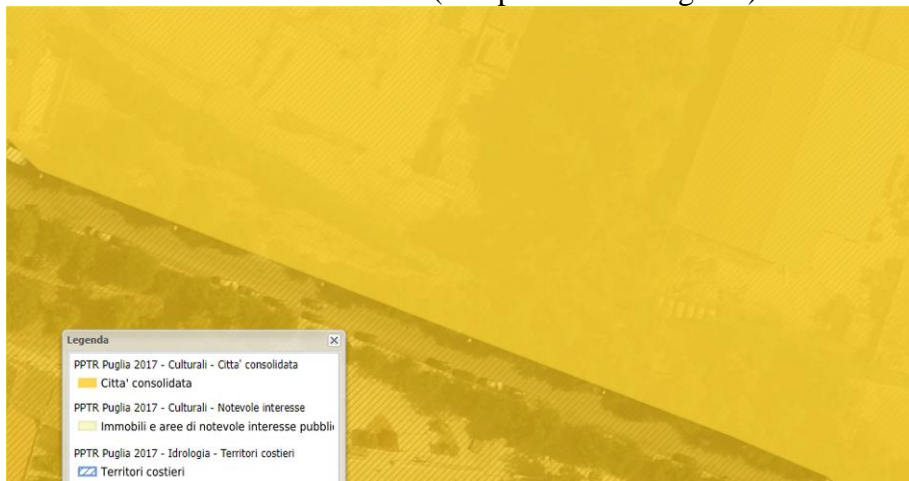 Legenda
PPTR Puglia 2017 - Culturali - Citta' consolidata
Citta' consolidata
PPTR Puglia 2017 - Culturali - Notevole interesse
Immobili e aree di notevole interesse
PPTR Puglia 2017 - Idrologia - Territori costieri
Territori costieri